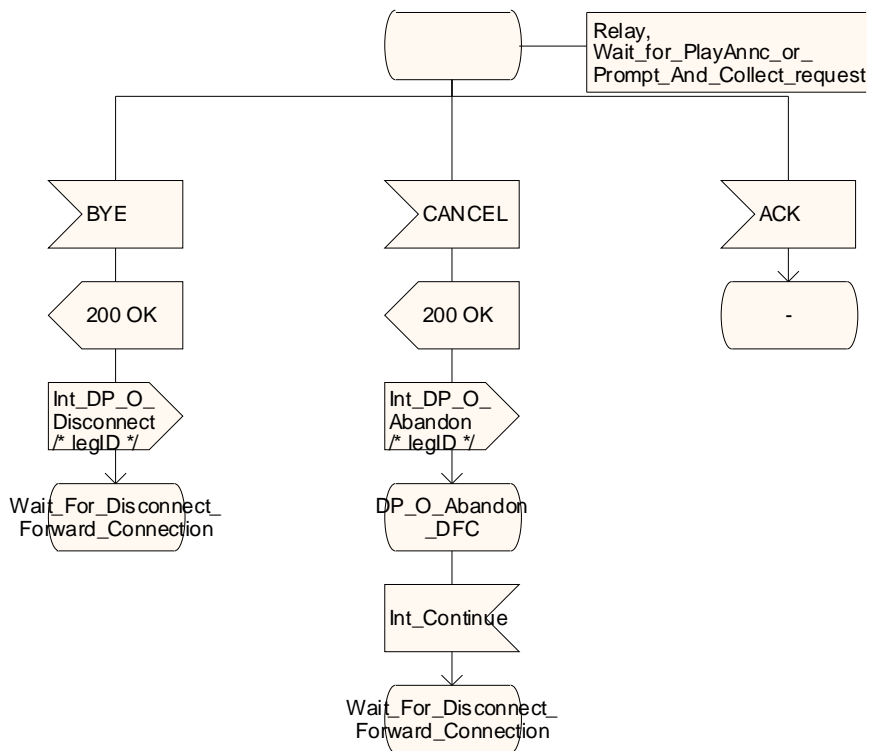 Relay,
Wait_for_PlayAnnc_or_
Prompt_And_Collect_request
BYE
CANCEL
ACK
200 OK
200 OK
-
Int_DP_O_
Disconnect
/* legID */
Int_DP_O_
Abandon
/* legID */
Wait_For_Disconnect_
Forward_Connection
DP_O_Abandon
_DFC
Int_Continue
Wait_For_Disconnect_
Forward_Connection